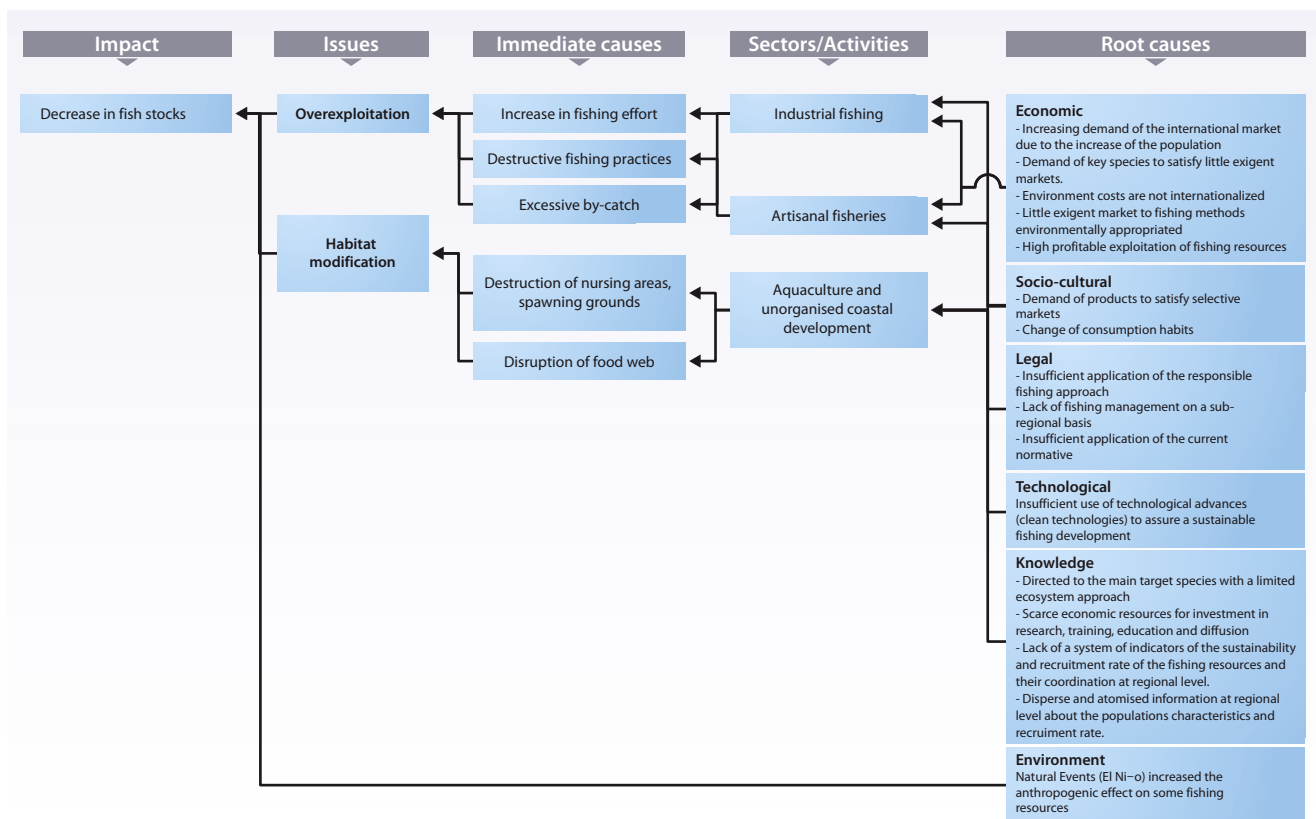 Impact
Issues
Immediate causes
Sectors/Activities
Root causes
Decrease in fish stocks
Overexploitation
Habitat
modification
Increase in fishing effort
Destructive fishing practices
Excessive by-catch
Destruction of nursing areas,
spawning grounds
Disruption of food web
Industrial fishing
Artisanal fisheries
Aquaculture and
unorganised coastal
development
Economic
- Increasing demand of the international market
due to the increase of the population
- Demand of key species to satisfy little exigent
markets.
- Environment costs are not internationalized
- Little exigent market to fishing methods
environmentally appropriated
- High profitable exploitation of fishing resources
Socio-cultural
- Demand of products to satisfy selective
markets
- Change of consumption habits
Legal
- Insufficient application of the responsible
fishing approach
- Lack of fishing management on a sub-
regional basis
- Insufficient application of the current
normative
Technological
Insufficient use of technological advances
(clean technologies) to assure a sustainable
fishing development
Knowledge
- Directed to the main target species with a limited
ecosystem approach
- Scarce economic resources for investment in
research, training, education and diffusion
- Lack of a system of indicators of the sustainability
and recruitment rate of the fishing resources and
their coordination at regional level.
- Disperse and atomised information at regional
level about the populations characteristics and
recruiment rate.
Environment
Natural Events (El Ni–o) increased the
anthropogenic effect on some fishing
resources